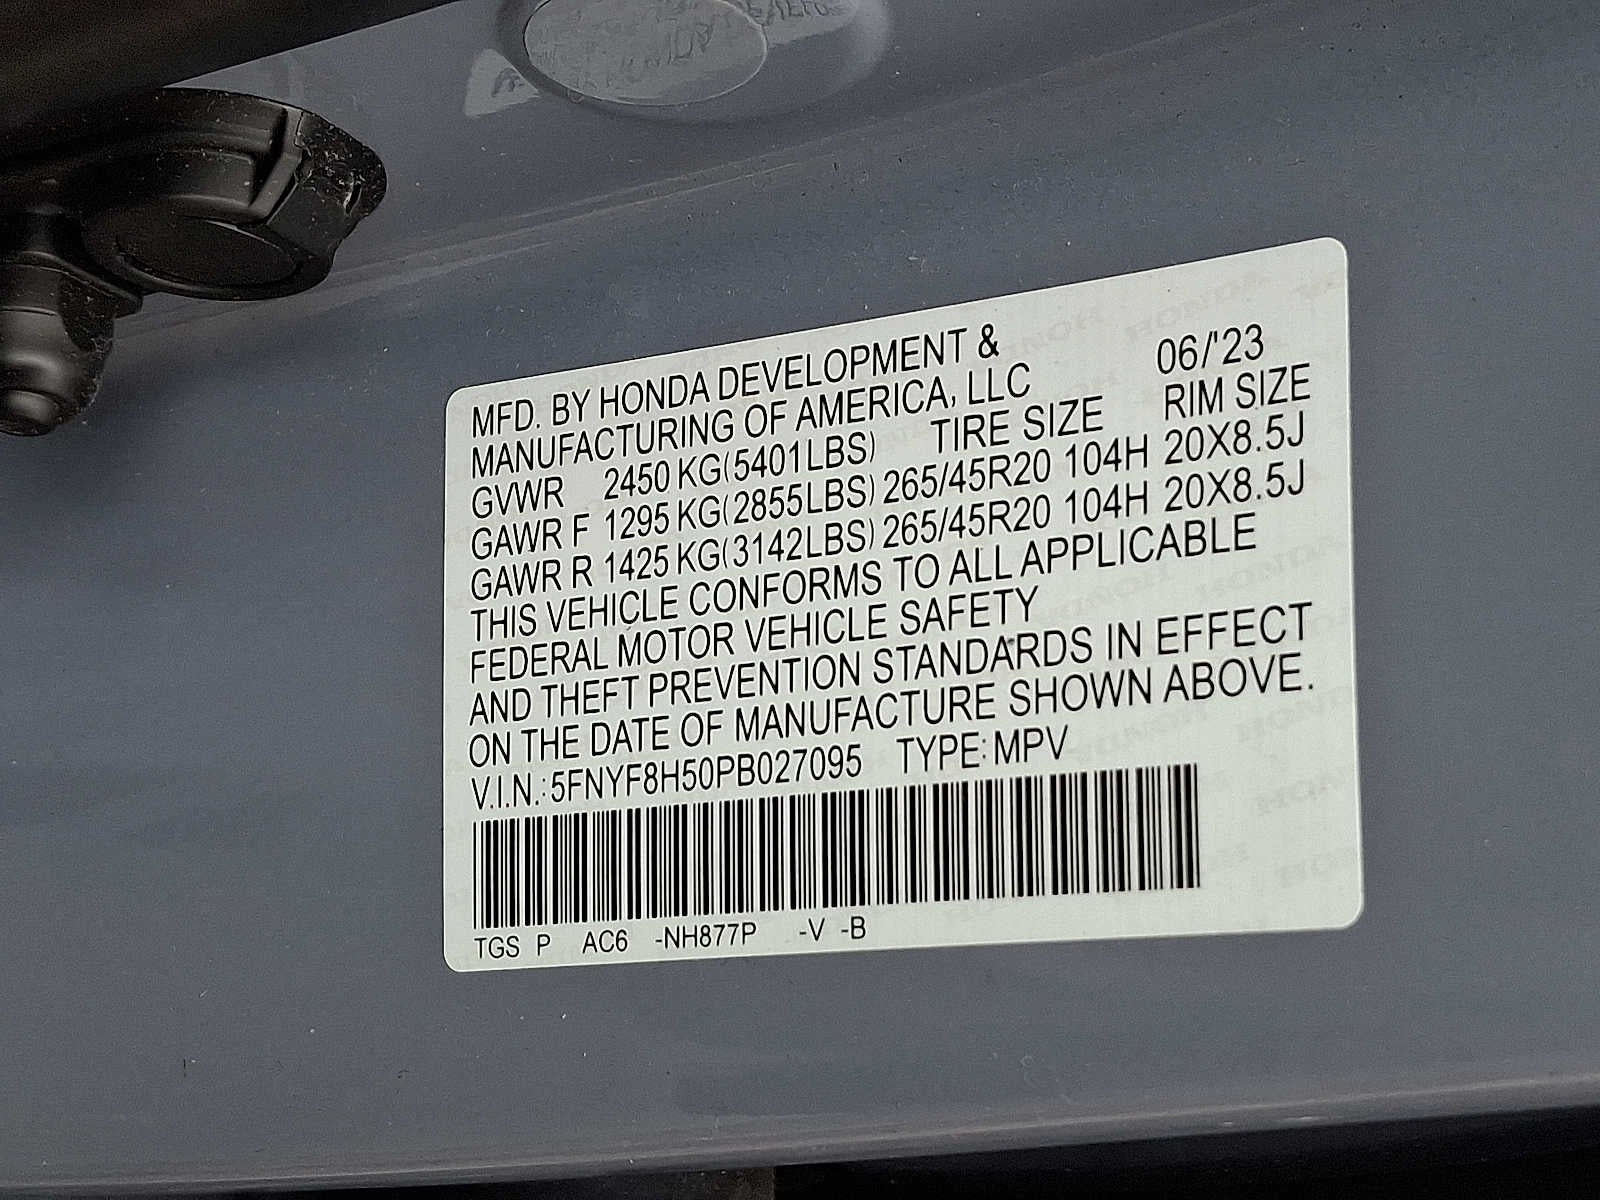 MFD. BY HONDA DEVELOPMENT &
MANUFACTURING OF AMERICA, LLC 06/'23
GVWR 2450 KG(5401LBS) TIRE SIZE RIM SIZE
GAWR F 1295 KG(2855LBS) 265/45R20 104H 20X8.5J
GAWR R 1425 KG(3142LBS) 265/45R20 104H 20X8.5J
THIS VEHICLE CONFORMS TO ALL APPLICABLE
FEDERAL MOTOR VEHICLE SAFETY
AND THEFT PREVENTION STANDARDS IN EFFECT
ON THE DATE OF MANUFACTURE SHOWN ABOVE.
V.I.N.:5FNYF8H50PB027095 TYPE:MPV
TGS P AC6 -NH877P -V -B